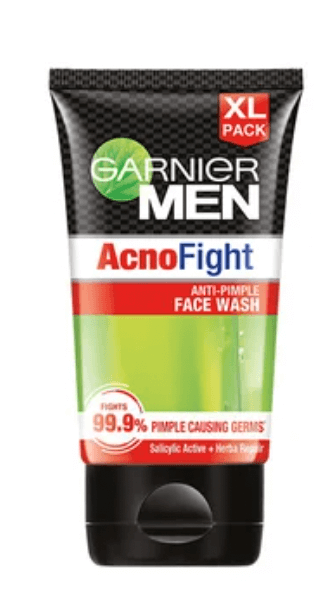 XL
PACK
GARNIER
MEN
AcnoFight
ANTI-PIMPLE
FACE WASH
FIGHTS
99.9% PIMPLE CAUSING GERMS*
Salicylic Active + Herba Repair